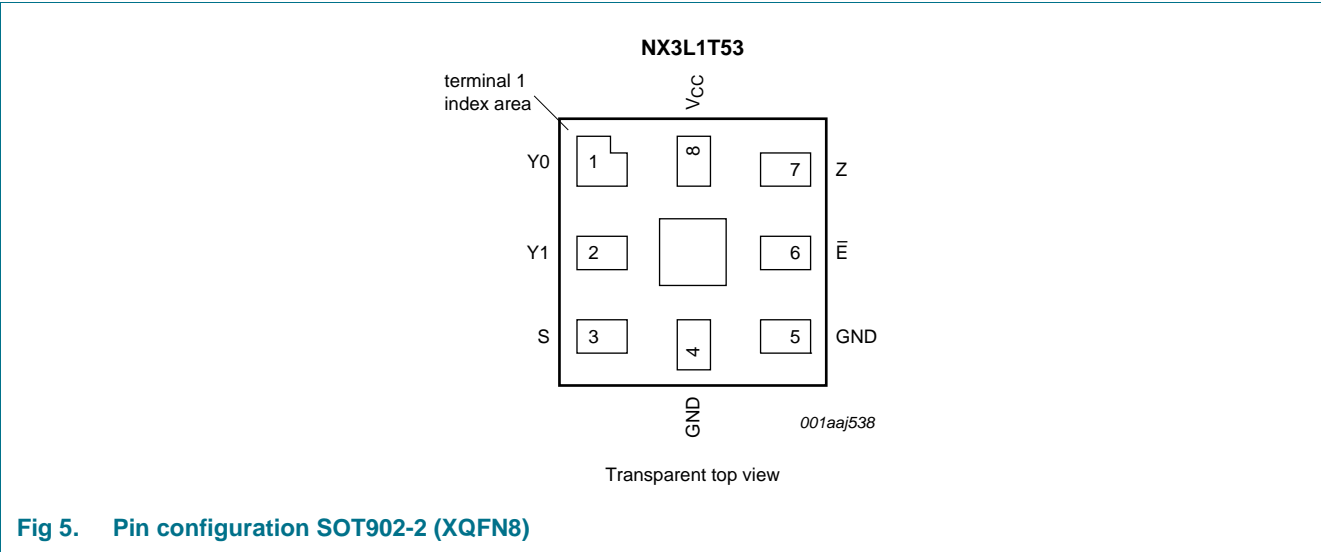 NX3L1T53
terminal 1
index area
VCC
Y0 1 8 7 Z
Y1 2 6 E̅
S 3 4 5 GND
GND
001aaj538
Transparent top view
Fig 5. Pin configuration SOT902-2 (XQFN8)